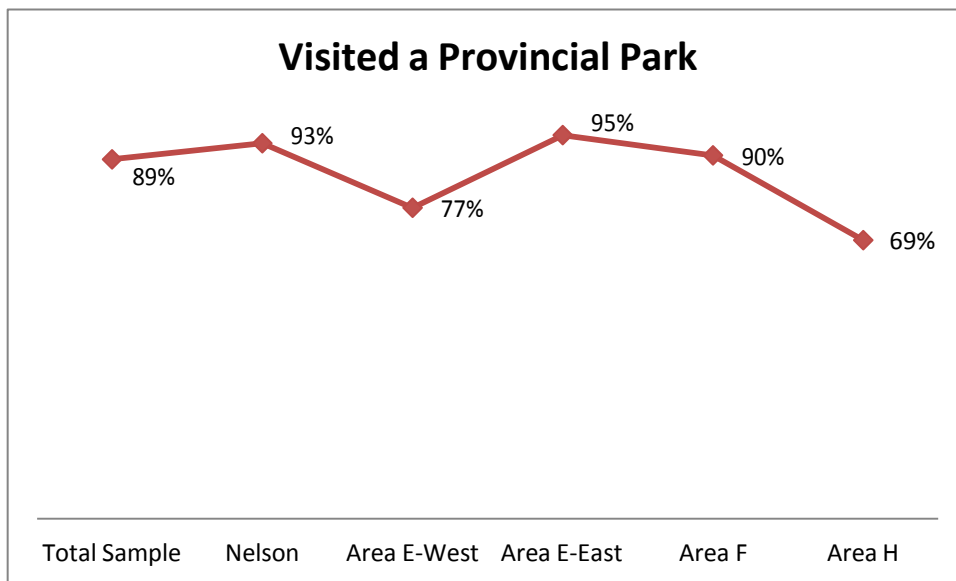 Visited a Provincial Park
89%
93%
77%
95%
90%
69%
Total Sample
Nelson
Area E-West
Area E-East
Area F
Area H